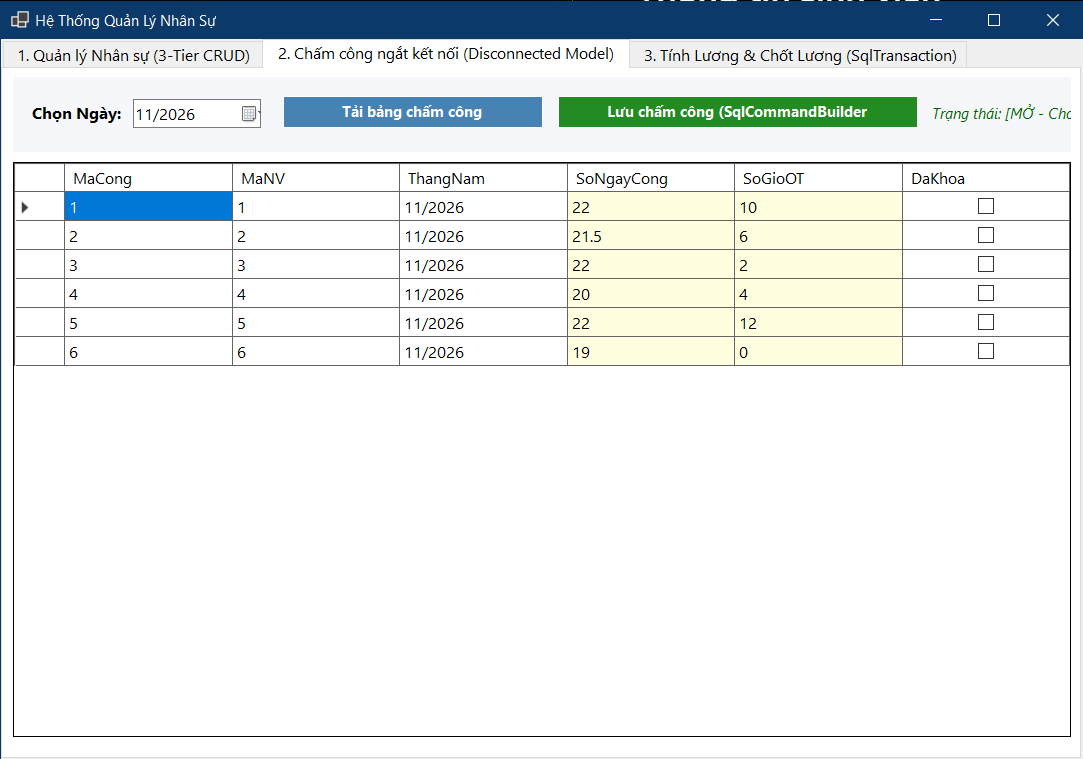 Hệ Thống Quản Lý Nhân Sự
1. Quản lý Nhân sự (3-Tier CRUD) 2. Chấm công ngắt kết nối (Disconnected Model) 3. Tính Lương & Chốt Lương (SqlTransaction)
Chọn Ngày: 11/2026 Tải bảng chấm công Lưu chấm công (SqlCommandBuilder Trạng thái: [MỞ - Cho
MaCong MaNV ThangNam SoNgayCong SoGioOT DaKhoa
1 1 11/2026 22 10
2 2 11/2026 21.5 6
3 3 11/2026 22 2
4 4 11/2026 20 4
5 5 11/2026 22 12
6 6 11/2026 19 0